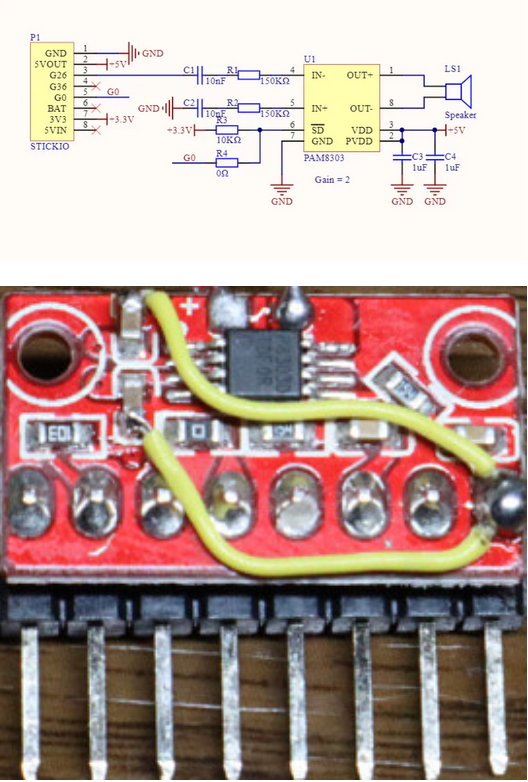 P1
GND 1 GND
5VOUT 2 +5V
G26 3
G36 4
G0 5 G0
BAT 6
3V3 7 +3.3V
5VIN 8
STICKIO
C1 10nF
R1 150KΩ
GND C2 10nF
R2 150KΩ
+3.3V R3 10KΩ
G0 R4 0Ω
U1
4 IN- OUT+ 1
5 IN+ OUT- 8
6 SD VDD 3
7 GND PVDD 2
PAM8303
Gain = 2
GND
LS1
Speaker
+5V
C3 1uF
C4 1uF
GND
GND
+
E01